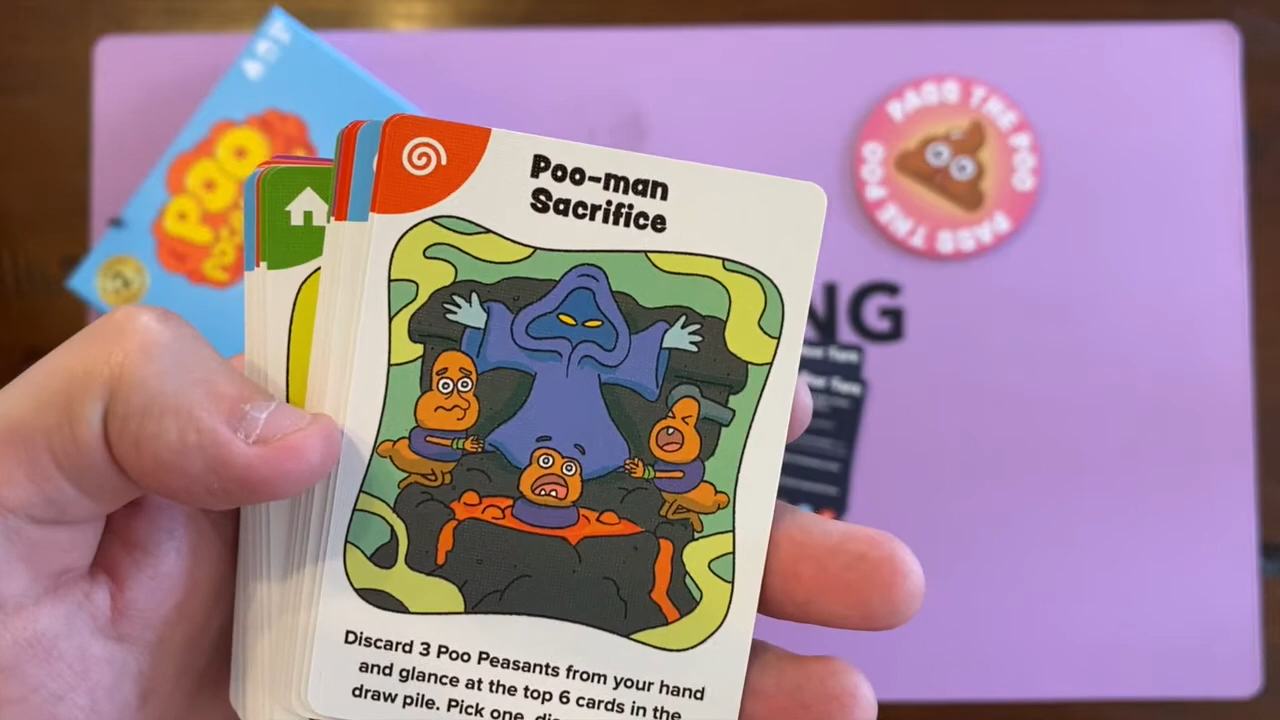 Poo-man
Sacrifice
Discard 3 Poo Peasants from your hand
and glance at the top 6 cards in the
draw pile. Pick one,
POO
PASS THE POO
PASS THE POO
NG